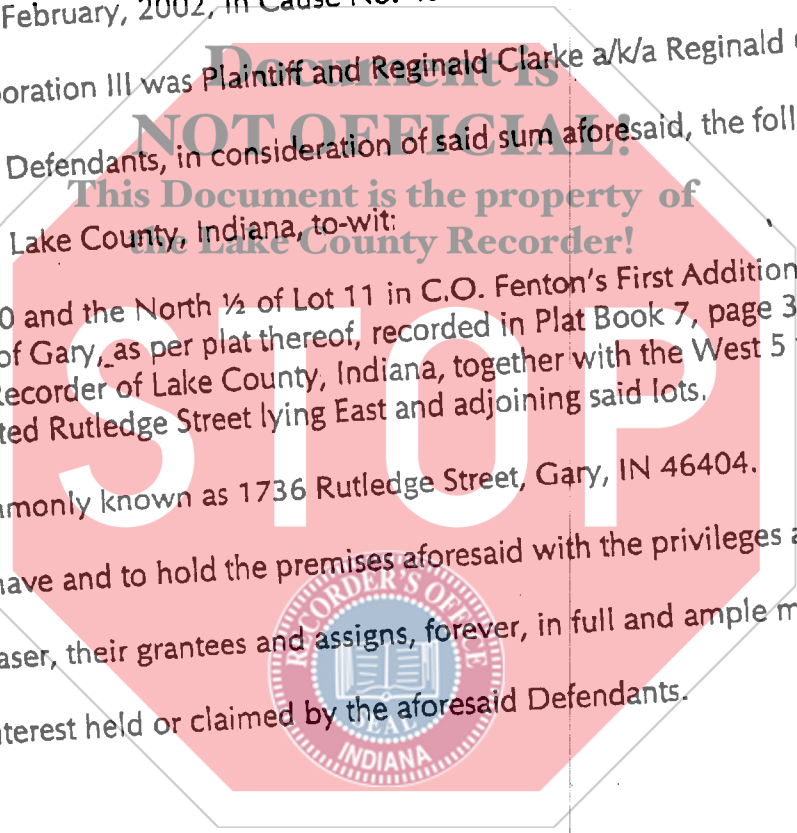 February, 2002, in Cause No.
Document is
oration III was Plaintiff and Reginald Clarke a/k/a Reginald
NOT OFFICIAL!
Defendants, in consideration of said sum aforesaid, the foll
This Document is the property of
Lake County, Indiana, to-wit:
the Lake County Recorder!
0 and the North ½ of Lot 11 in C.O. Fenton's First Addition
of Gary, as per plat thereof, recorded in Plat Book 7, page 3
Recorder of Lake County, Indiana, together with the West 5
ted Rutledge Street lying East and adjoining said lots.
STOP
mmonly known as 1736 Rutledge Street, Gary, IN 46404.
have and to hold the premises aforesaid with the privileges a
aser, their grantees and assigns, forever, in full and ample m
nterest held or claimed by the aforesaid Defendants.
RECORDER'S OFFICE
SEAL
INDIANA